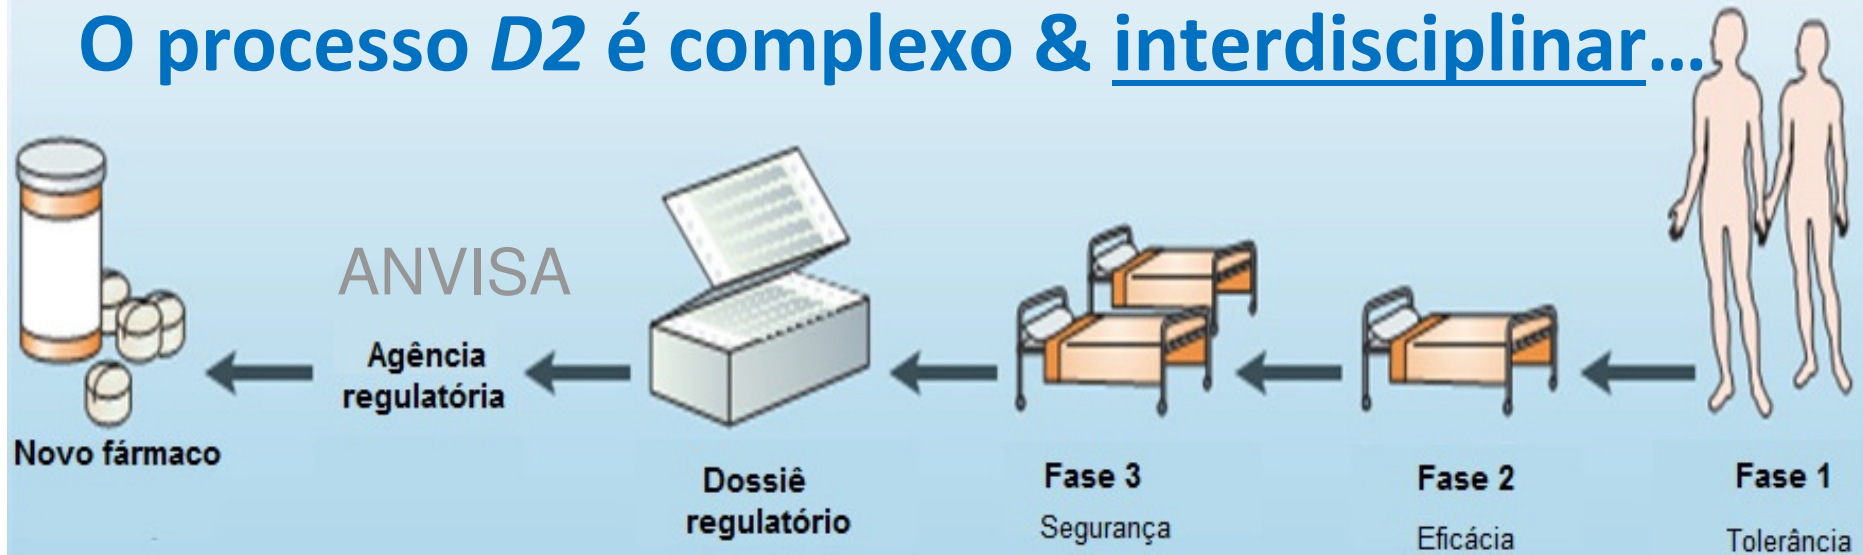 O processo D2 é complexo & interdisciplinar...
ANVISA
Agência
regulatória
Novo fármaco
Dossiê
regulatório
Fase 3
Segurança
Fase 2
Eficácia
Fase 1
Tolerância